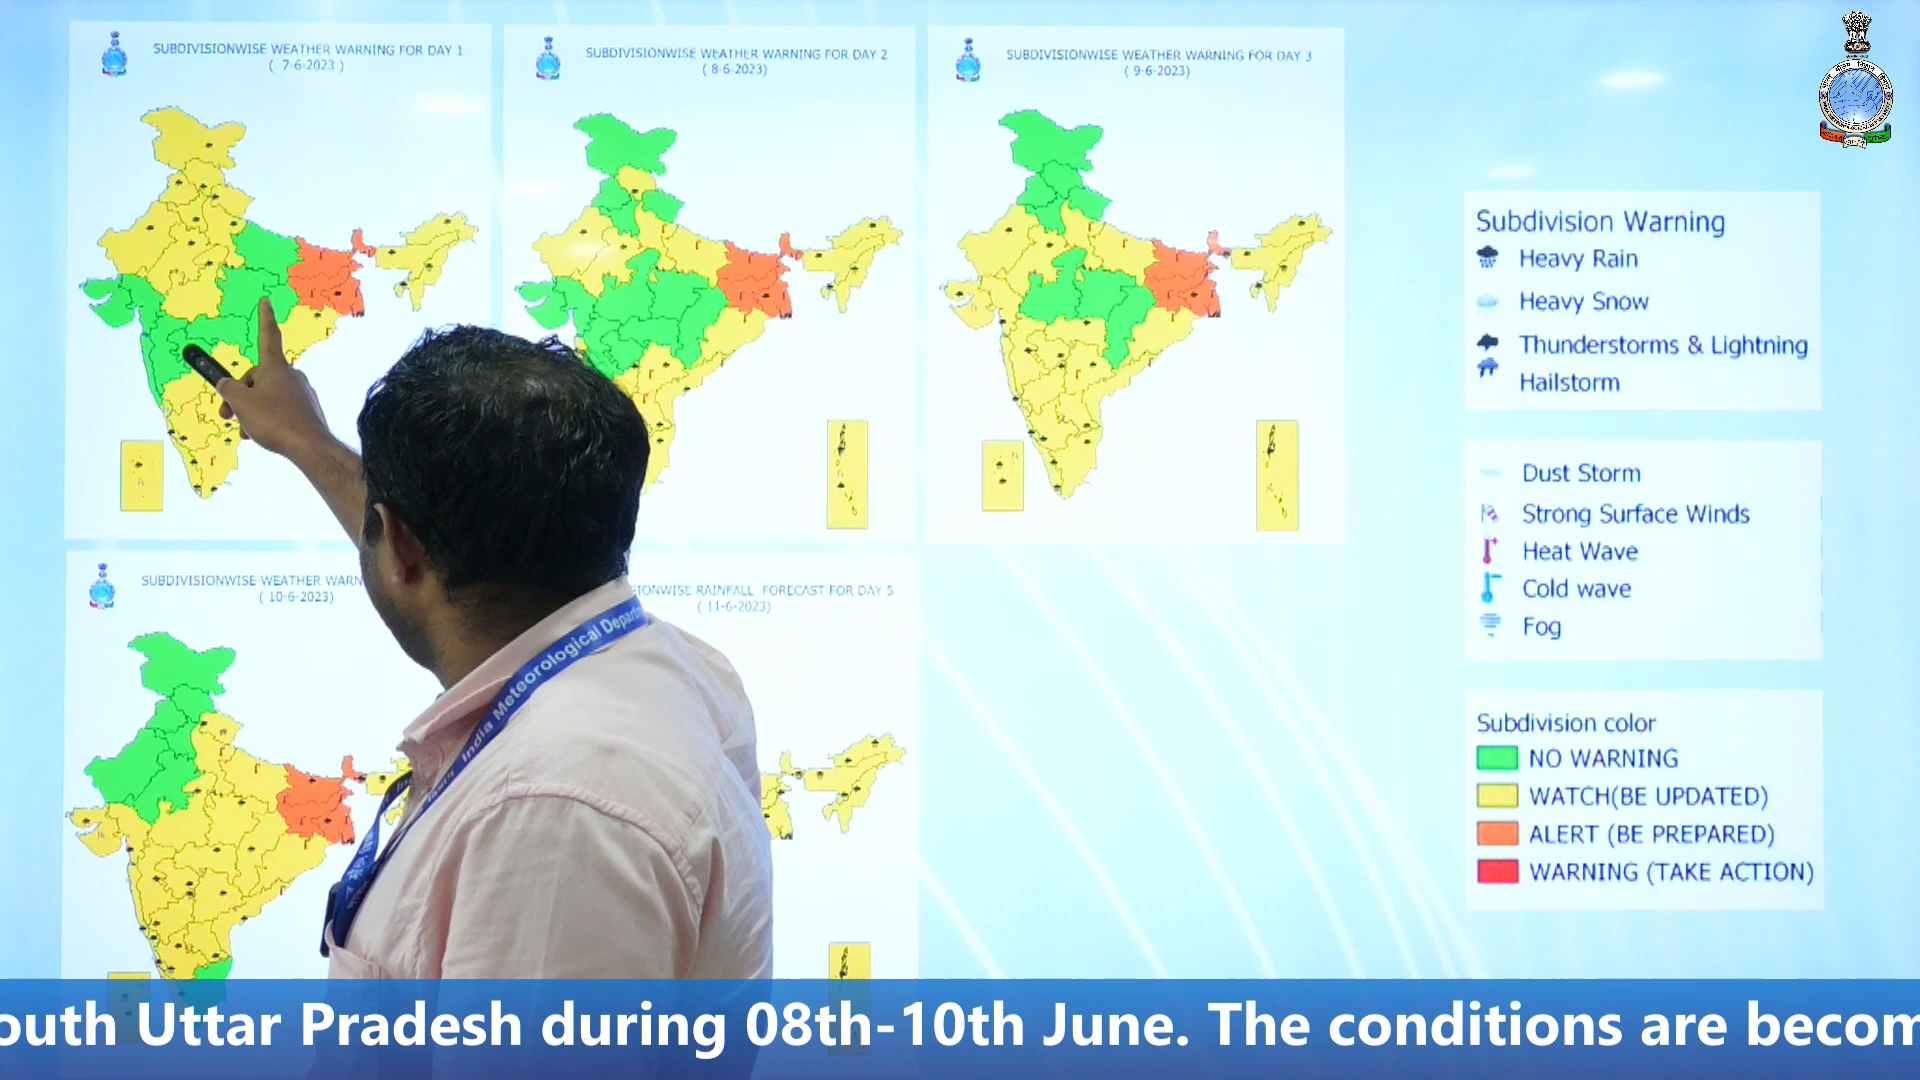 SUBDIVISIONWISE WEATHER WARNING FOR DAY 1
( 7-6-2023 )
SUBDIVISIONWISE WEATHER WARNING FOR DAY 2
( 8-6-2023)
SUBDIVISIONWISE WEATHER WARNING FOR DAY 3
( 9-6-2023)
Subdivision Warning
Heavy Rain
Heavy Snow
Thunderstorms & Lightning
Hailstorm
Dust Storm
Strong Surface Winds
Heat Wave
Cold wave
Fog
SUBDIVISIONWISE WEATHER WARN
( 10-6-2023)
IONWISE RAINFALL FORECAST FOR DAY 5
( 11-6-2023)
India Meteorological Depart
Subdivision color
NO WARNING
WATCH(BE UPDATED)
ALERT (BE PREPARED)
WARNING (TAKE ACTION)
outh Uttar Pradesh during 08th-10th June. The conditions are becom